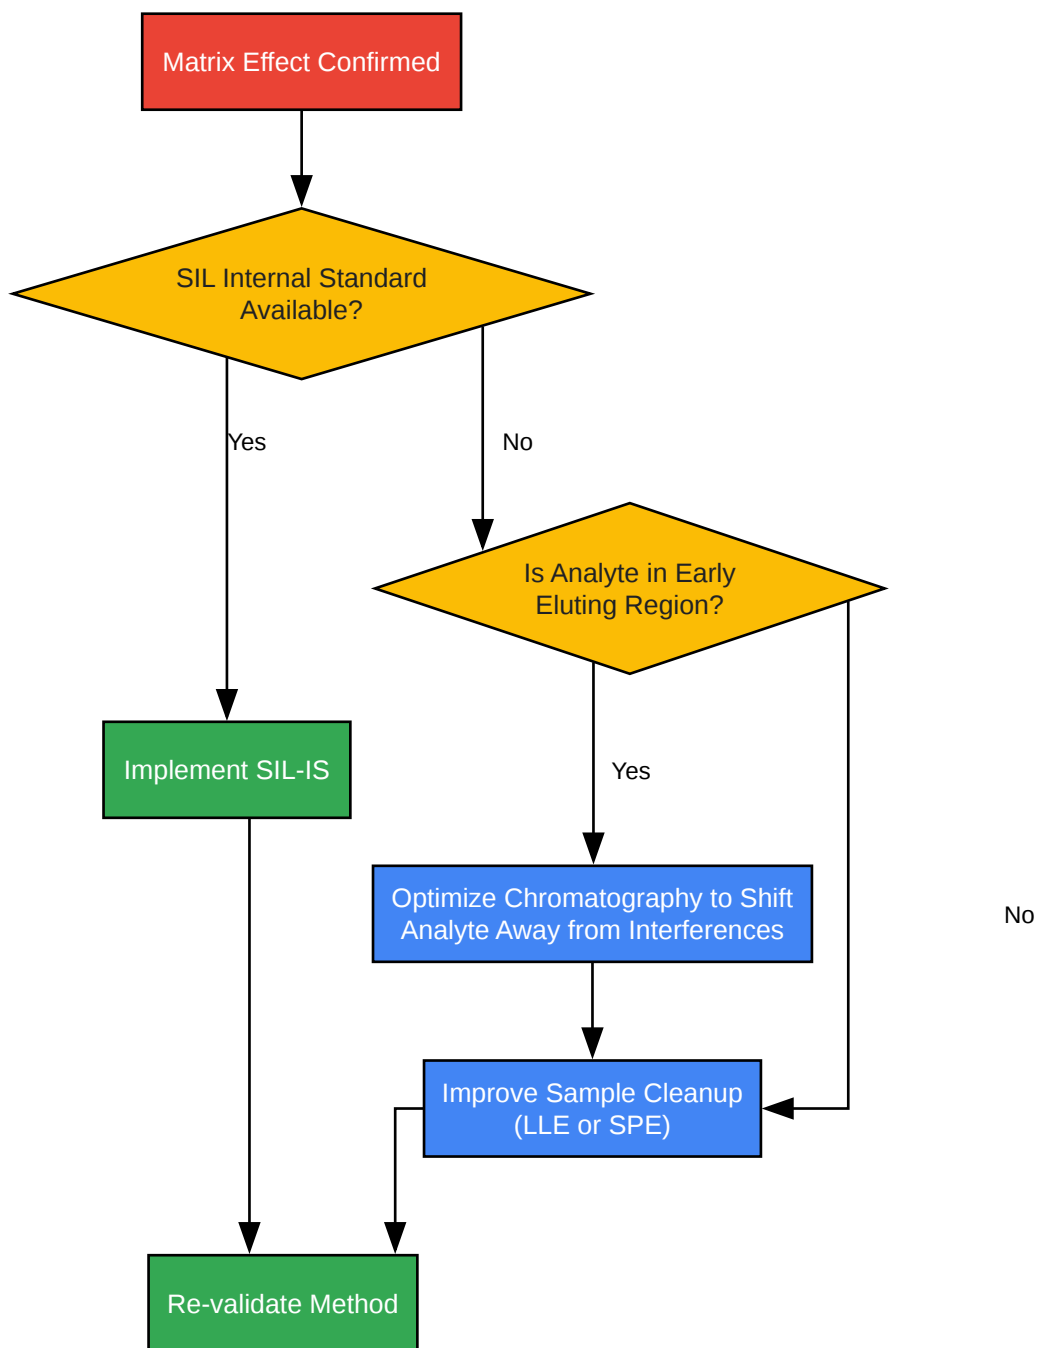 Matrix Effect Confirmed
SIL Internal Standard
Available?
Yes
No
Is Analyte in Early
Eluting Region?
Implement SIL-IS
Yes
Optimize Chromatography to Shift
Analyte Away from Interferences
No
Improve Sample Cleanup
(LLE or SPE)
Re-validate Method